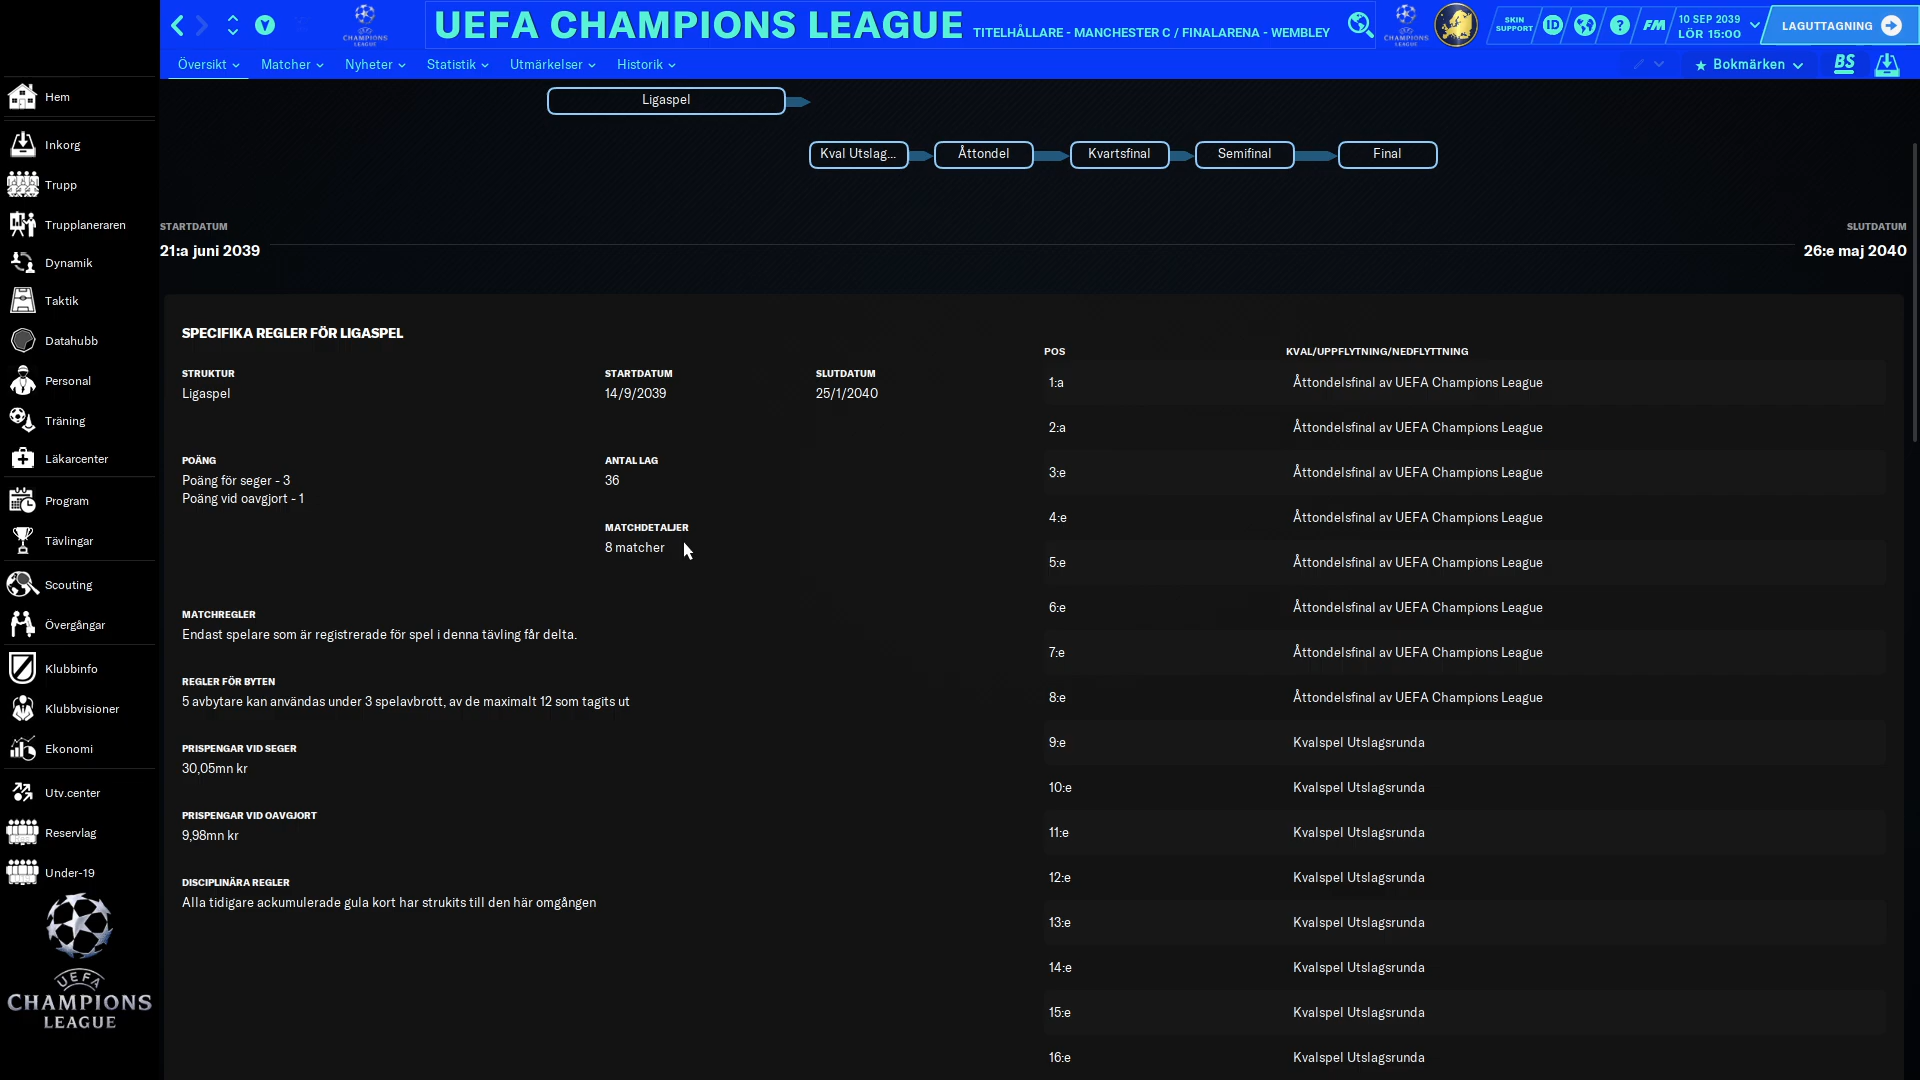 CHAMPIONS
LEAGUE
UEFA CHAMPIONS LEAGUE
TITELHÅLLARE - MANCHESTER C / FINALARENA - WEMBLEY
CHAMPIONS
LEAGUE
SKIN
SUPPORT
ID
?
FM
10 SEP 2039
LÖR 15:00
LAGUTTAGNING
Översikt
Matcher
Nyheter
Statistik
Utmärkelser
Historik
Bokmärken
BS
Hem
Inkorg
Trupp
Trupplaneraren
Dynamik
Taktik
Datahubb
Personal
Träning
Läkarcenter
Program
Tävlingar
Scouting
Övergångar
Klubbinfo
Klubbvisioner
Ekonomi
Utv.center
Reservlag
Under-19
UEFA
CHAMPIONS
LEAGUE
Ligaspel
Kval Utslag...
Åttondel
Kvartsfinal
Semifinal
Final
STARTDATUM
21:a juni 2039
SLUTDATUM
26:e maj 2040
SPECIFIKA REGLER FÖR LIGASPEL
STRUKTUR
Ligaspel
STARTDATUM
14/9/2039
SLUTDATUM
25/1/2040
POÄNG
Poäng för seger - 3
Poäng vid oavgjort - 1
ANTAL LAG
36
MATCHDETALJER
8 matcher
MATCHREGLER
Endast spelare som är registrerade för spel i denna tävling får delta.
REGLER FÖR BYTEN
5 avbytare kan användas under 3 spelavbrott, av de maximalt 12 som tagits ut
PRISPENGAR VID SEGER
30,05mn kr
PRISPENGAR VID OAVGJORT
9,98mn kr
DISCIPLINÄRA REGLER
Alla tidigare ackumulerade gula kort har strukits till den här omgången
POS KVAL/UPPFLYTNING/NEDFLYTTNING
1:a Åttondelsfinal av UEFA Champions League
2:a Åttondelsfinal av UEFA Champions League
3:e Åttondelsfinal av UEFA Champions League
4:e Åttondelsfinal av UEFA Champions League
5:e Åttondelsfinal av UEFA Champions League
6:e Åttondelsfinal av UEFA Champions League
7:e Åttondelsfinal av UEFA Champions League
8:e Åttondelsfinal av UEFA Champions League
9:e Kvalspel Utslagsrunda
10:e Kvalspel Utslagsrunda
11:e Kvalspel Utslagsrunda
12:e Kvalspel Utslagsrunda
13:e Kvalspel Utslagsrunda
14:e Kvalspel Utslagsrunda
15:e Kvalspel Utslagsrunda
16:e Kvalspel Utslagsrunda